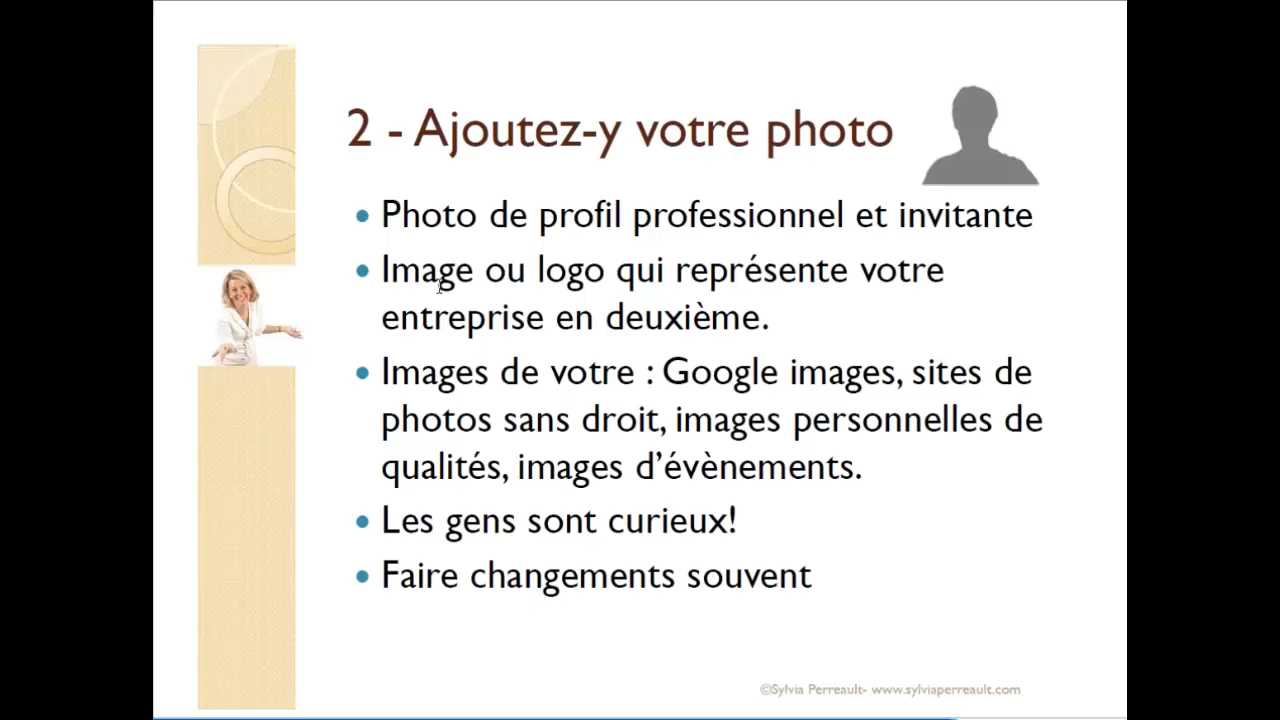 2 - Ajoutez-y votre photo
• Photo de profil professionnel et invitante
• Image ou logo qui représente votre
entreprise en deuxième.
• Images de votre : Google images, sites de
photos sans droit, images personnelles de
qualités, images d’évènements.
• Les gens sont curieux!
• Faire changements souvent
©Sylvia Perreault- www.sylviaperreault.com